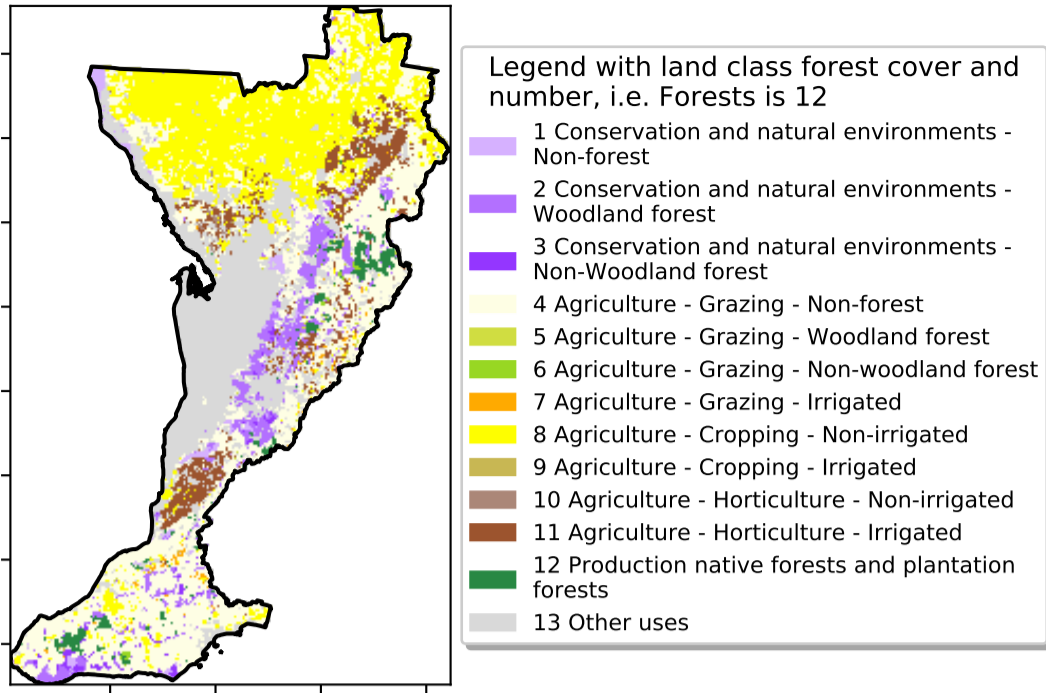 Legend with land class forest cover and
number, i.e. Forests is 12
1 Conservation and natural environments -
Non-forest
2 Conservation and natural environments -
Woodland forest
3 Conservation and natural environments -
Non-Woodland forest
4 Agriculture - Grazing - Non-forest
5 Agriculture - Grazing - Woodland forest
6 Agriculture - Grazing - Non-woodland forest
7 Agriculture - Grazing - Irrigated
8 Agriculture - Cropping - Non-irrigated
9 Agriculture - Cropping - Irrigated
10 Agriculture - Horticulture - Non-irrigated
11 Agriculture - Horticulture - Irrigated
12 Production native forests and plantation
forests
13 Other uses